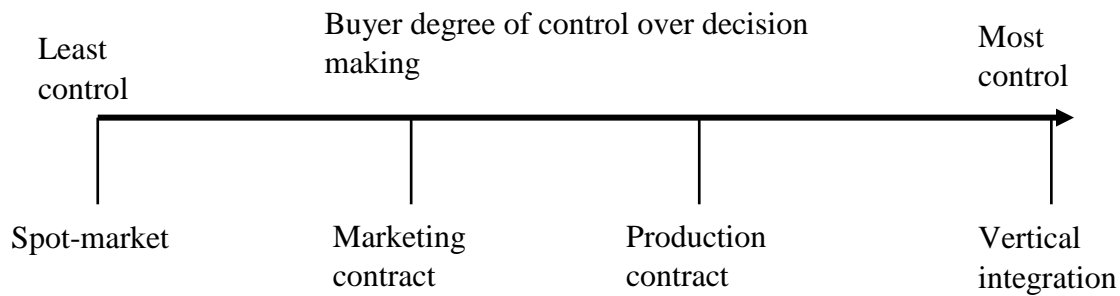 Least
control
Buyer degree of control over decision
making
Most
control
Spot-market
Marketing
contract
Production
contract
Vertical
integration